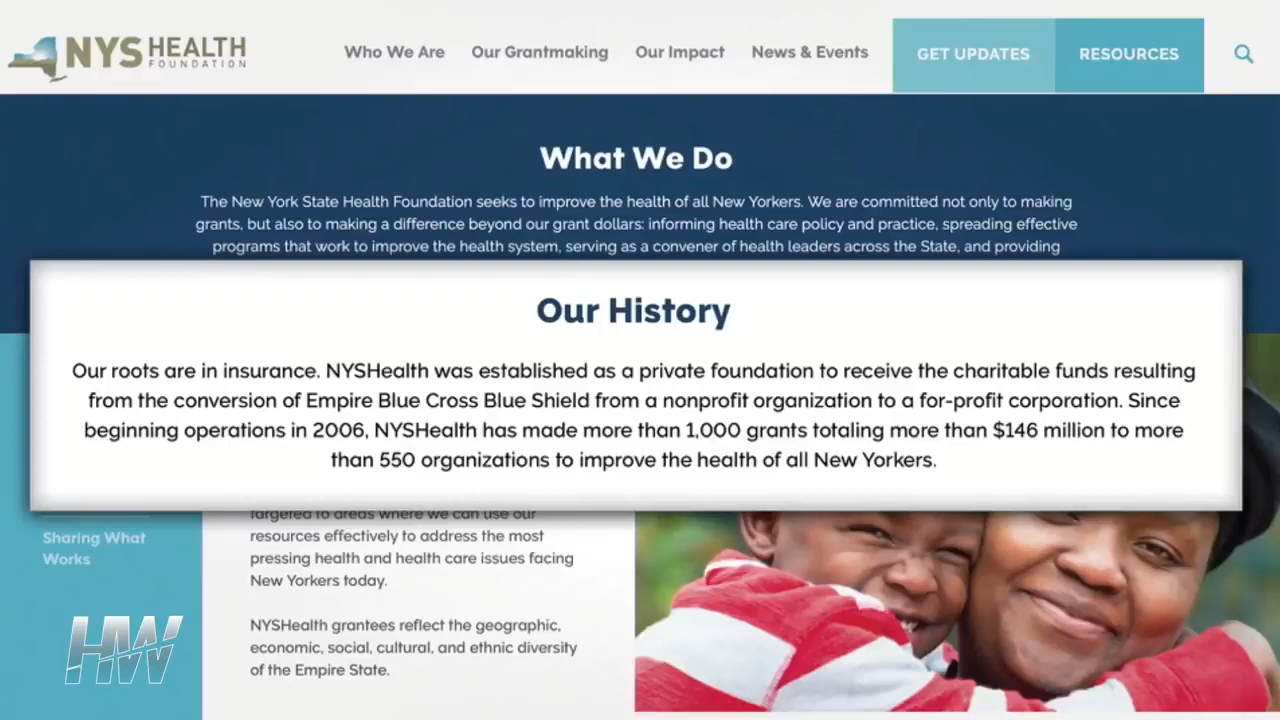 NYS HEALTH
FOUNDATION
Who We Are
Our Grantmaking
Our Impact
News & Events
GET UPDATES
RESOURCES
What We Do
The New York State Health Foundation seeks to improve the health of all New Yorkers. We are committed not only to making
grants, but also to making a difference beyond our grant dollars: informing health care policy and practice, spreading effective
programs that work to improve the health system, serving as a convener of health leaders across the State, and providing
Our History
Our roots are in insurance. NYSHealth was established as a private foundation to receive the charitable funds resulting
from the conversion of Empire Blue Cross Blue Shield from a nonprofit organization to a for-profit corporation. Since
beginning operations in 2006, NYSHealth has made more than 1,000 grants totaling more than $146 million to more
than 550 organizations to improve the health of all New Yorkers.
Sharing What
Works
targeted to areas where we can use our
resources effectively to address the most
pressing health and health care issues facing
New Yorkers today.
NYSHealth grantees reflect the geographic,
economic, social, cultural, and ethnic diversity
of the Empire State.
HW